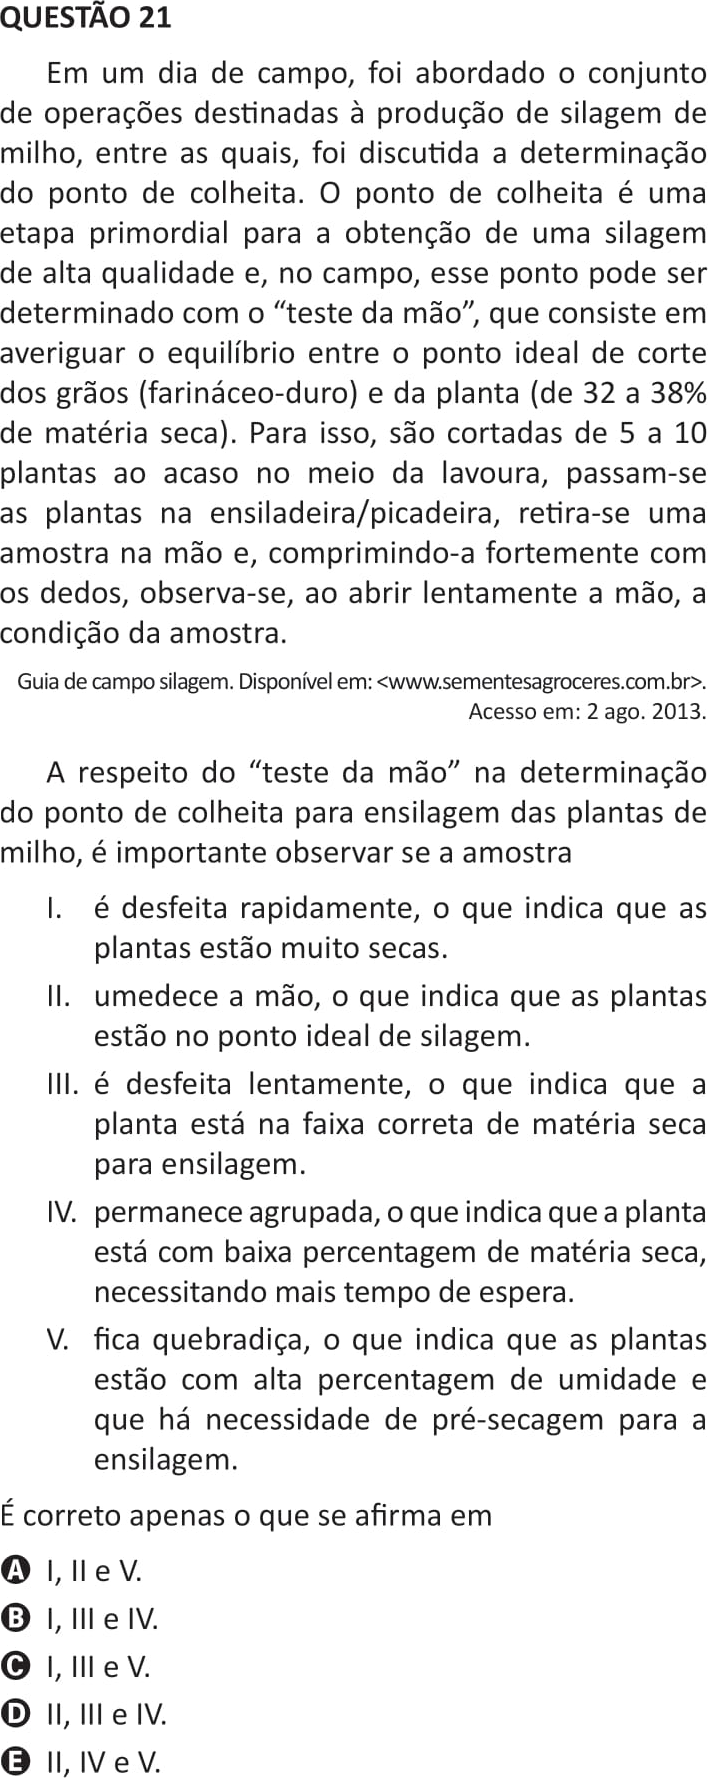 QUESTÃO 21
Em um dia de campo, foi abordado o conjunto
de operações destinadas à produção de silagem de
milho, entre as quais, foi discutida a determinação
do ponto de colheita. O ponto de colheita é uma
etapa primordial para a obtenção de uma silagem
de alta qualidade e, no campo, esse ponto pode ser
determinado com o “teste da mão”, que consiste em
averiguar o equilíbrio entre o ponto ideal de corte
dos grãos (farináceo-duro) e da planta (de 32 a 38%
de matéria seca). Para isso, são cortadas de 5 a 10
plantas ao acaso no meio da lavoura, passam-se
as plantas na ensiladeira/picadeira, retira-se uma
amostra na mão e, comprimindo-a fortemente com
os dedos, observa-se, ao abrir lentamente a mão, a
condição da amostra.
Guia de campo silagem. Disponível em: <www.sementesagroceres.com.br>.
Acesso em: 2 ago. 2013.
A respeito do “teste da mão” na determinação
do ponto de colheita para ensilagem das plantas de
milho, é importante observar se a amostra
I. é desfeita rapidamente, o que indica que as
plantas estão muito secas.
II. umedece a mão, o que indica que as plantas
estão no ponto ideal de silagem.
III. é desfeita lentamente, o que indica que a
planta está na faixa correta de matéria seca
para ensilagem.
IV. permanece agrupada, o que indica que a planta
está com baixa percentagem de matéria seca,
necessitando mais tempo de espera.
V. fica quebradiça, o que indica que as plantas
estão com alta percentagem de umidade e
que há necessidade de pré-secagem para a
ensilagem.
É correto apenas o que se afirma em
A I, II e V.
B I, III e IV.
C I, III e V.
D II, III e IV.
E II, IV e V.